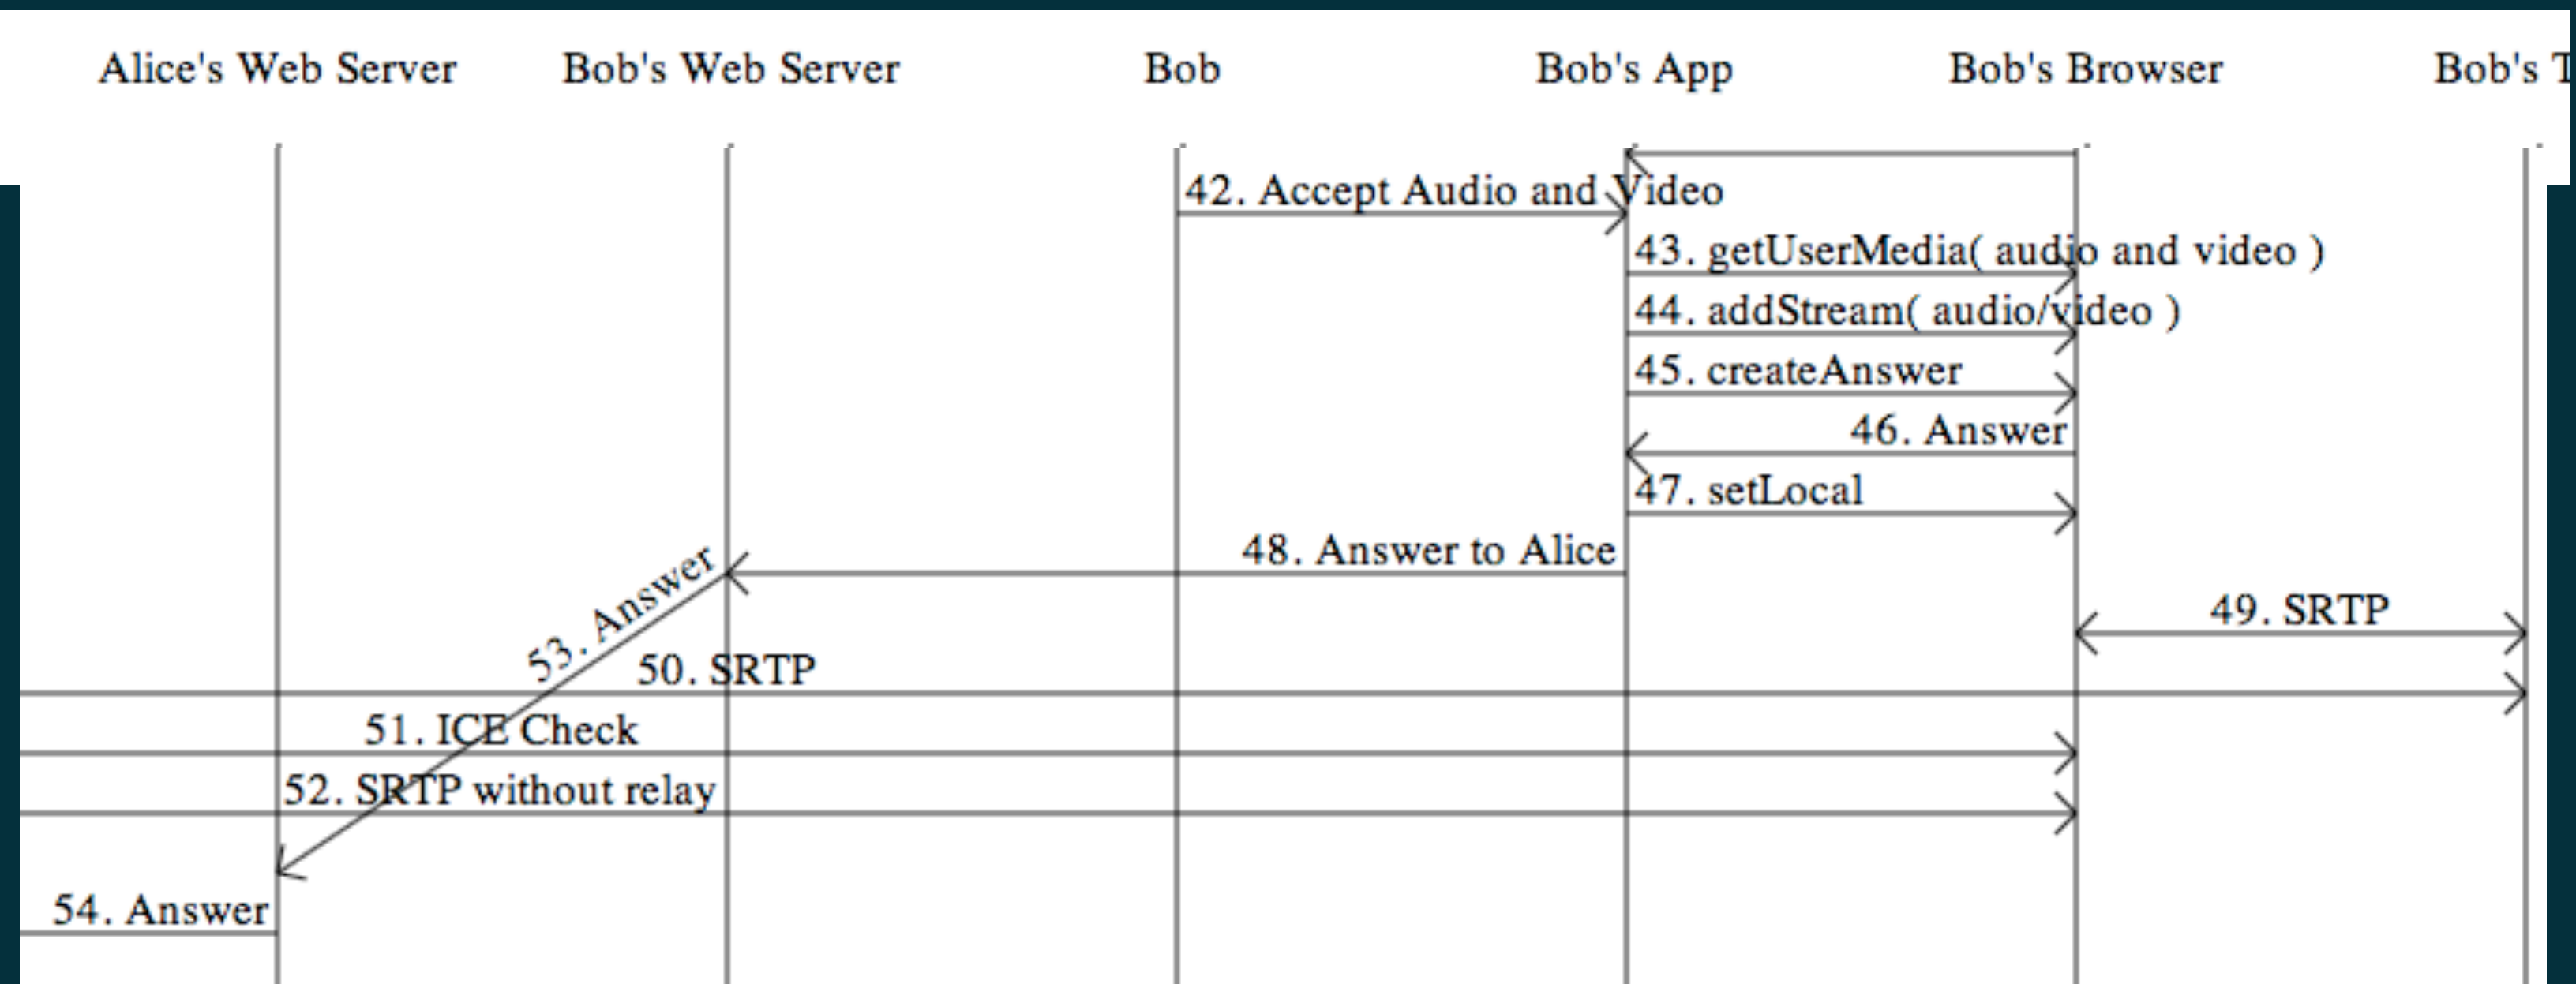 Alice's Web Server
Bob's Web Server
Bob
Bob's App
Bob's Browser
Bob's
42. Accept Audio and Video
43. getUserMedia( audio and video )
44. addStream( audio/video )
45. createAnswer
46. Answer
47. setLocal
48. Answer to Alice
53. Answer
49. SRTP
50. SRTP
51. ICE Check
52. SRTP without relay
54. Answer